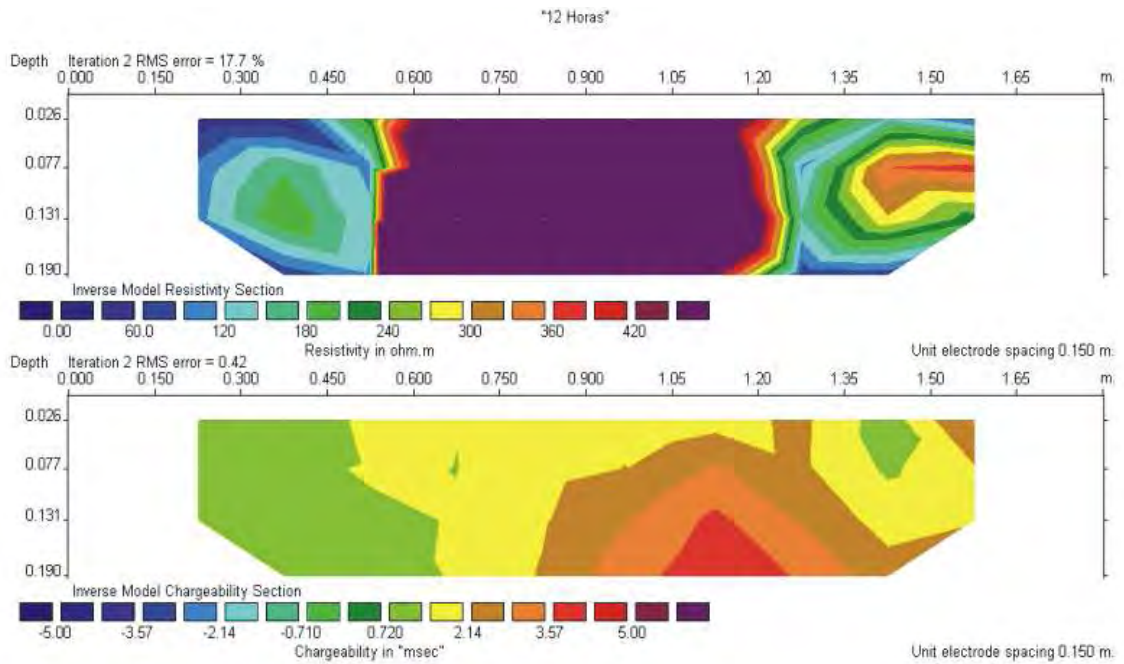 "12 Horas"
Depth Iteration 2 RMS error = 17.7 %
0.000 0.150 0.300 0.450 0.600 0.750 0.900 1.05 1.20 1.35 1.50 1.65 m.
0.026
0.077
0.131
0.190
Inverse Model Resistivity Section
0.00 60.0 120 180 240 300 360 420
Resistivity in ohm.m
Unit electrode spacing 0.150 m.
Depth Iteration 2 RMS error = 0.42
0.000 0.150 0.300 0.450 0.600 0.750 0.900 1.05 1.20 1.35 1.50 1.65 m
0.026
0.077
0.131
0.190
Inverse Model Chargeability Section
-5.00 -3.57 -2.14 -0.710 0.720 2.14 3.57 5.00
Chargeability in "msec"
Unit electrode spacing 0.150 m.